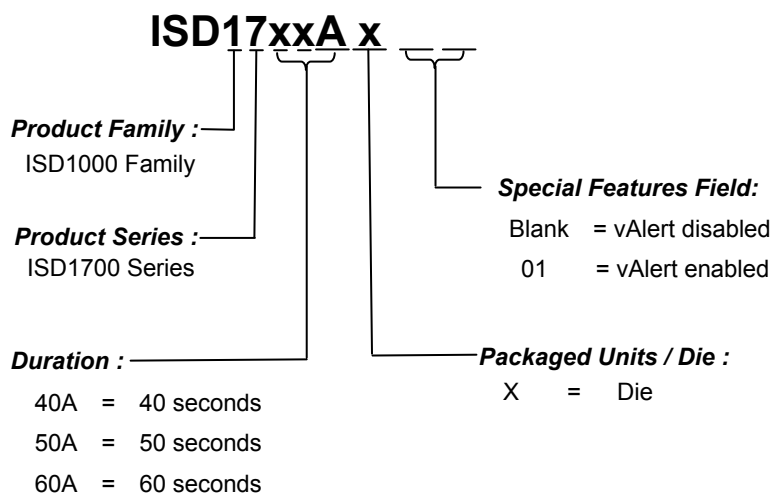 ISD17xxA x
Product Family :
ISD1000 Family
Product Series :
ISD1700 Series
Duration :
40A = 40 seconds
50A = 50 seconds
60A = 60 seconds
Special Features Field:
Blank = vAlert disabled
01 = vAlert enabled
Packaged Units / Die :
X = Die